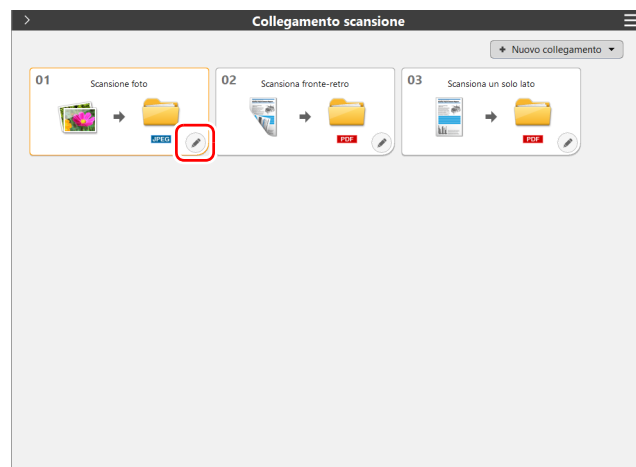 Collegamento scansione
+ Nuovo collegamento
01 Scansione foto
JPEG
02 Scansiona fronte-retro
PDF
03 Scansiona un solo lato
PDF